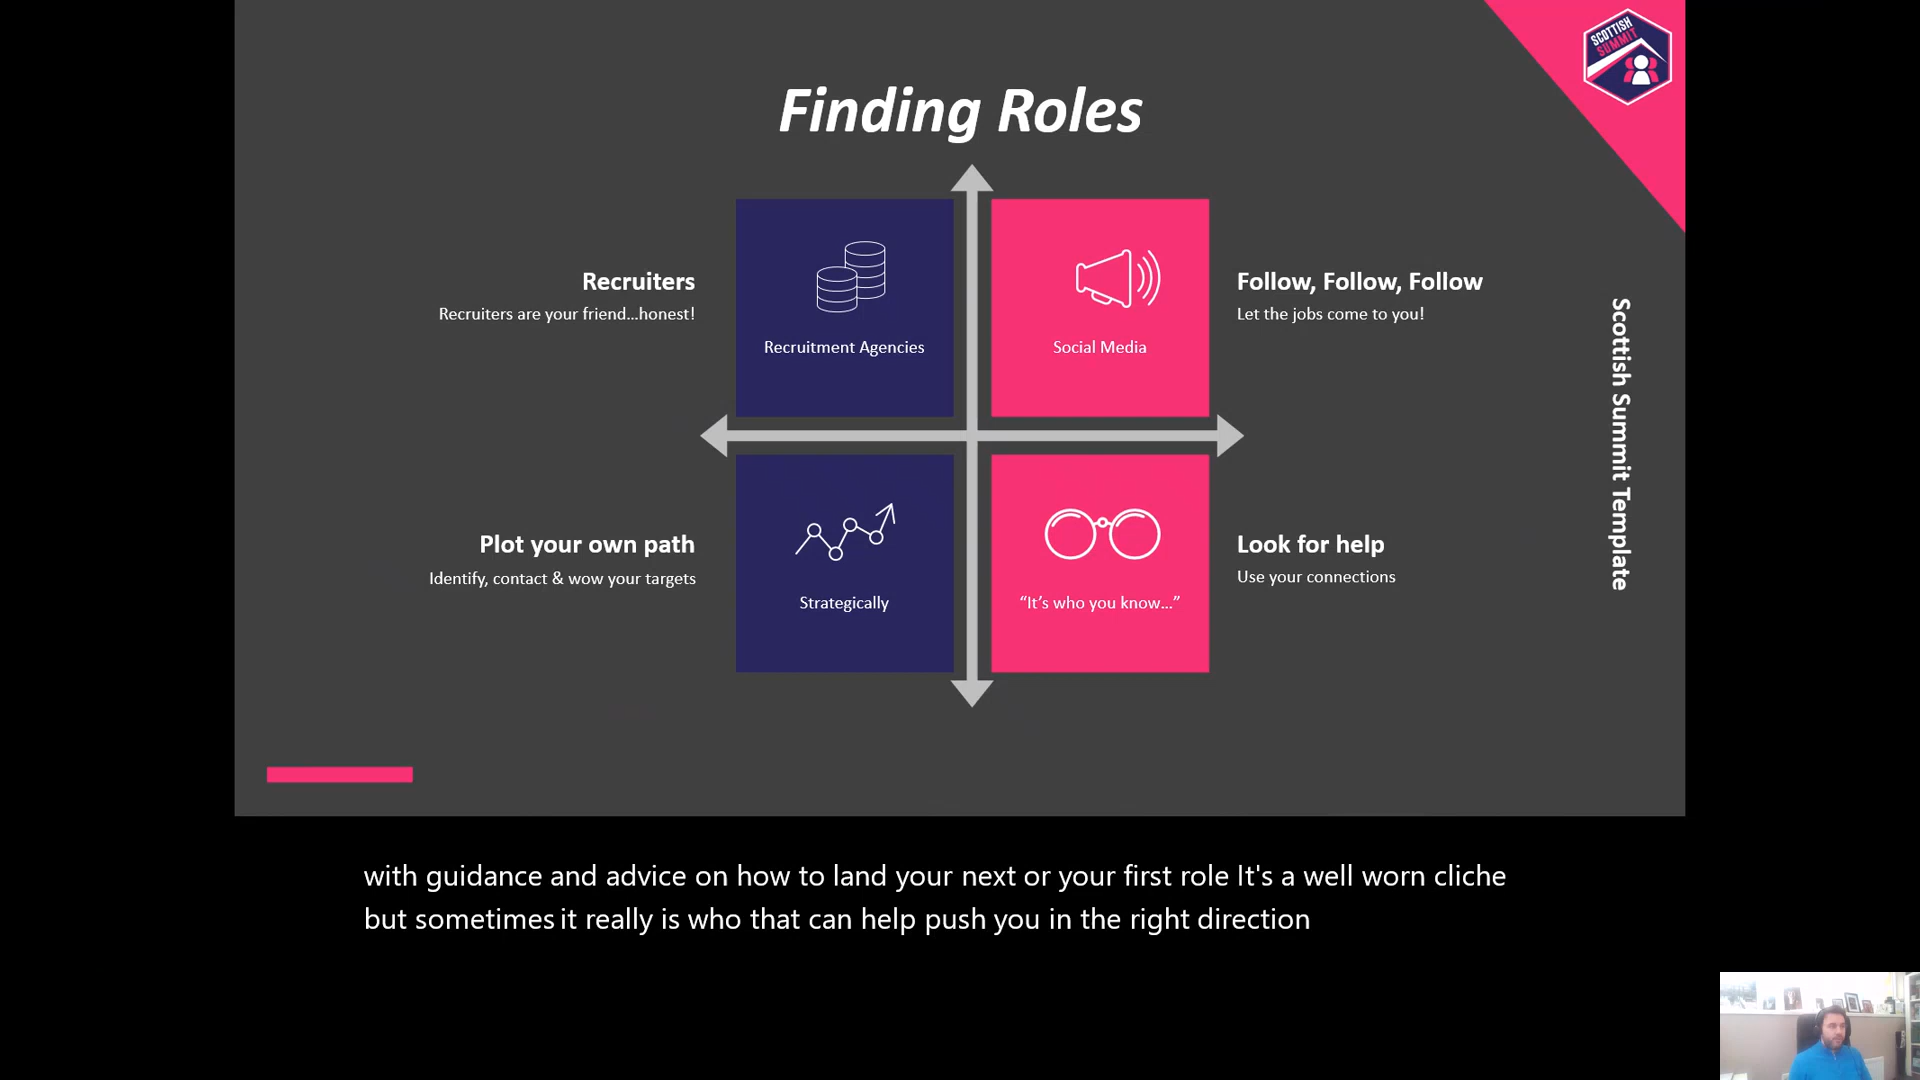 SCOTTISH
SUMMIT
Finding Roles
Recruiters
Recruiters are your friend...honest!
Recruitment Agencies
Social Media
Follow, Follow, Follow
Let the jobs come to you!
Plot your own path
Identify, contact & wow your targets
Strategically
“It’s who you know...”
Look for help
Use your connections
Scottish Summit Template
with guidance and advice on how to land your next or your first role It's a well worn cliche
but sometimes it really is who that can help push you in the right direction